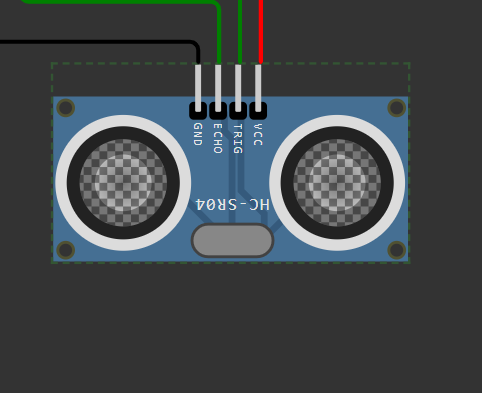 GND
ECHO
TRIG
VCC
HC-SR04